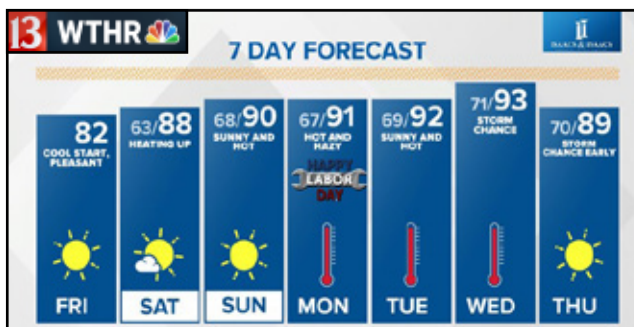 13 WTHR
7 DAY FORECAST
82
COOL START,
PLEASANT
FRI
63/88
HEATING UP
SAT
68/90
SUNNY AND
HOT
SUN
67/91
HOT AND
HAZY
HAPPY
LABOR
DAY
MON
69/92
SUNNY AND
HOT
TUE
71/93
STORM
CHANCE
WED
70/89
STORM
CHANCE EARLY
THU